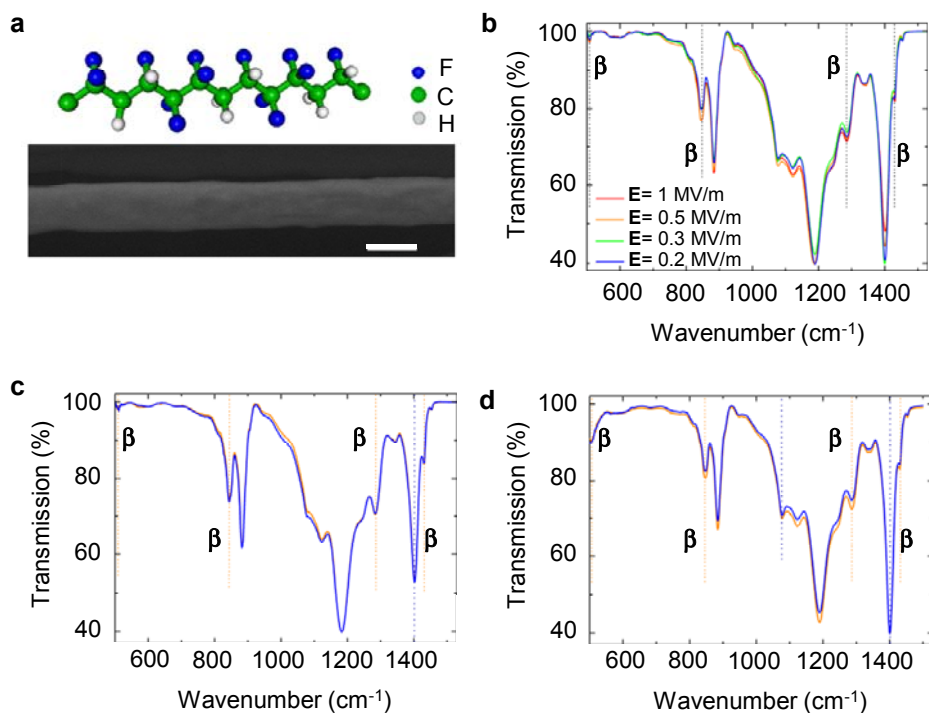 a
F
C
H
b
Transmission (%)
100
80
60
40
β
β
β
β
E= 1 MV/m
E= 0.5 MV/m
E= 0.3 MV/m
E= 0.2 MV/m
600 800 1000 1200 1400
Wavenumber (cm⁻¹)
c
Transmission (%)
100
80
60
40
β
β
β
β
600 800 1000 1200 1400
Wavenumber (cm⁻¹)
d
Transmission (%)
100
80
60
40
β
β
β
β
600 800 1000 1200 1400
Wavenumber (cm⁻¹)